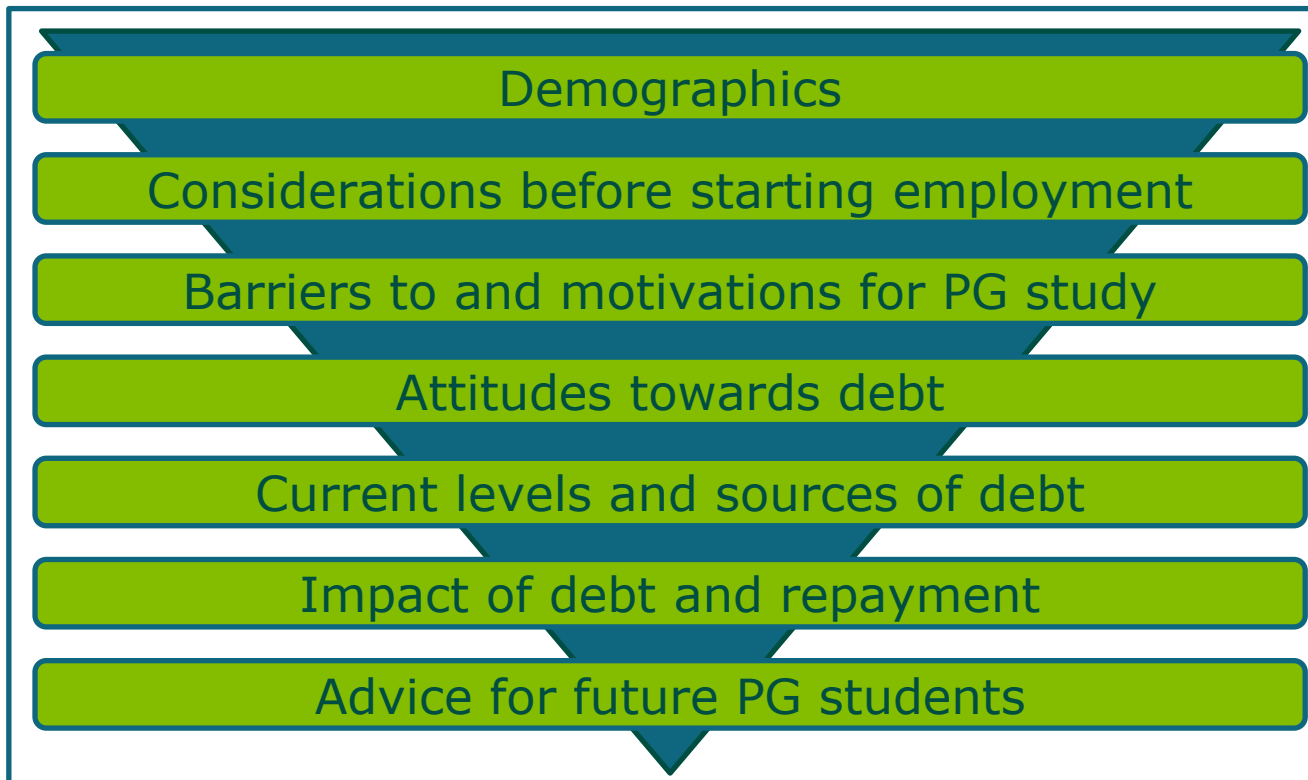 Demographics
Considerations before starting employment
Barriers to and motivations for PG study
Attitudes towards debt
Current levels and sources of debt
Impact of debt and repayment
Advice for future PG students